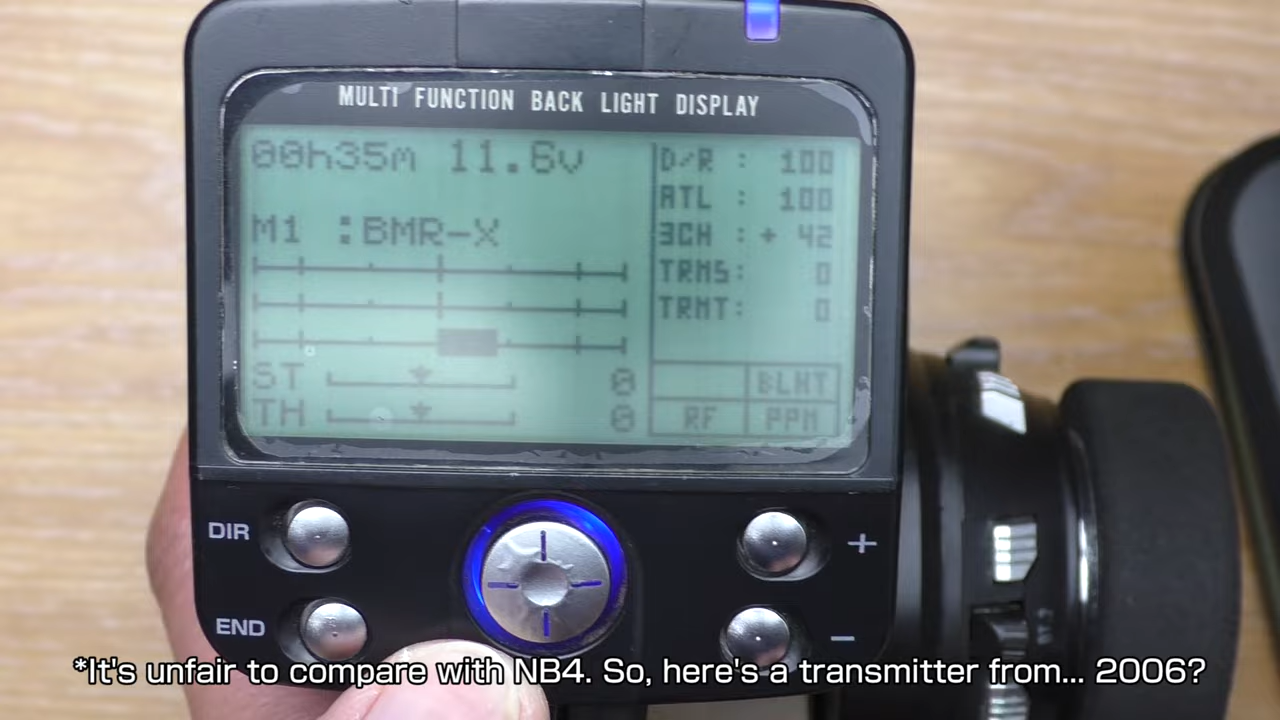 MULTI FUNCTION BACK LIGHT DISPLAY
00h35m 11.6v
M1 :BMR-X
ST 0
TH 0
D/R : 100
ATL : 100
3CH : + 42
TRMS: 0
TRMT: 0
BLHT
RF PPM
DIR
END
+
−
*It's unfair to compare with NB4. So, here's a transmitter from... 2006?